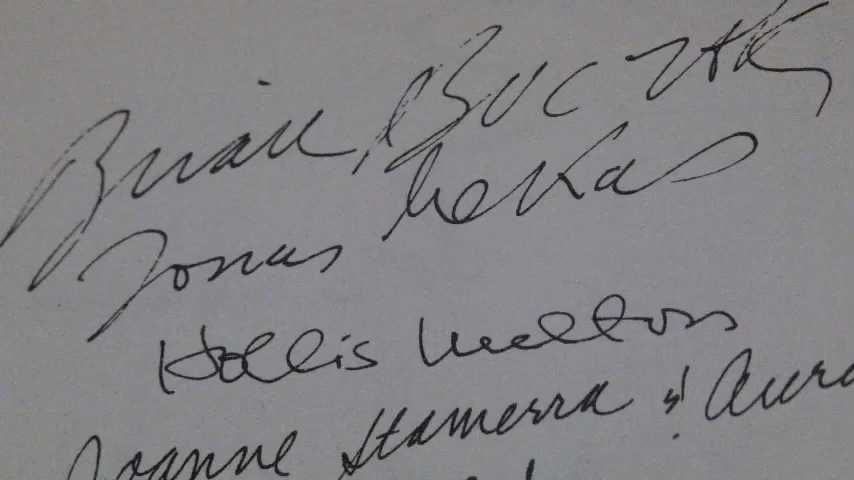 Brian Buczak
Jonas Mekas
Hollis Melton
Joanne Stamerra &